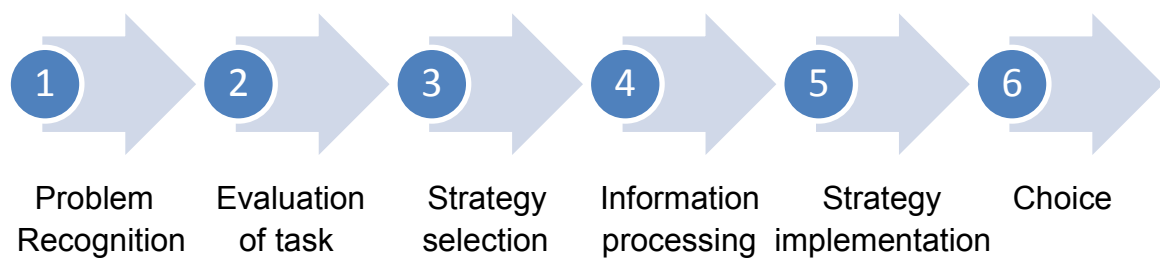 1 2 3 4 5 6
Problem Evaluation Strategy Information Strategy Choice
Recognition of task selection processing implementation